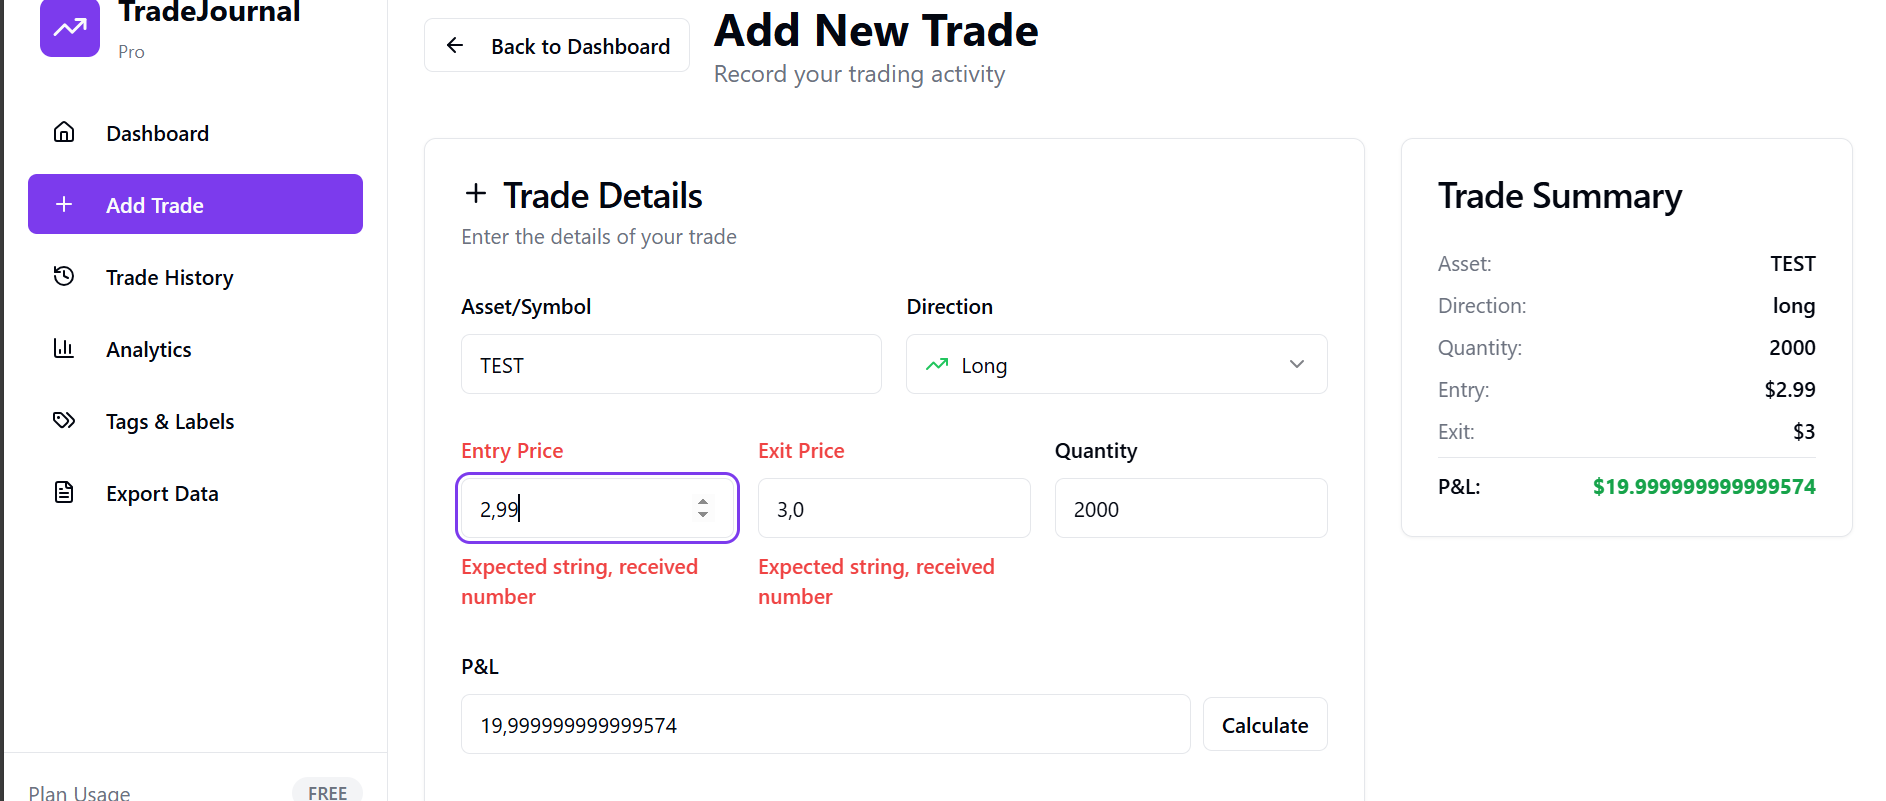 TradeJournal
Pro
Dashboard
Add Trade
Trade History
Analytics
Tags & Labels
Export Data
Plan Usage
FREE
Back to Dashboard
Add New Trade
Record your trading activity
Trade Details
Enter the details of your trade
Asset/Symbol
TEST
Direction
Long
Entry Price
2,99
Expected string, received
number
Exit Price
3,0
Expected string, received
number
Quantity
2000
P&L
19,999999999999574
Calculate
Trade Summary
Asset: TEST
Direction: long
Quantity: 2000
Entry: $2.99
Exit: $3
P&L: $19.999999999999574